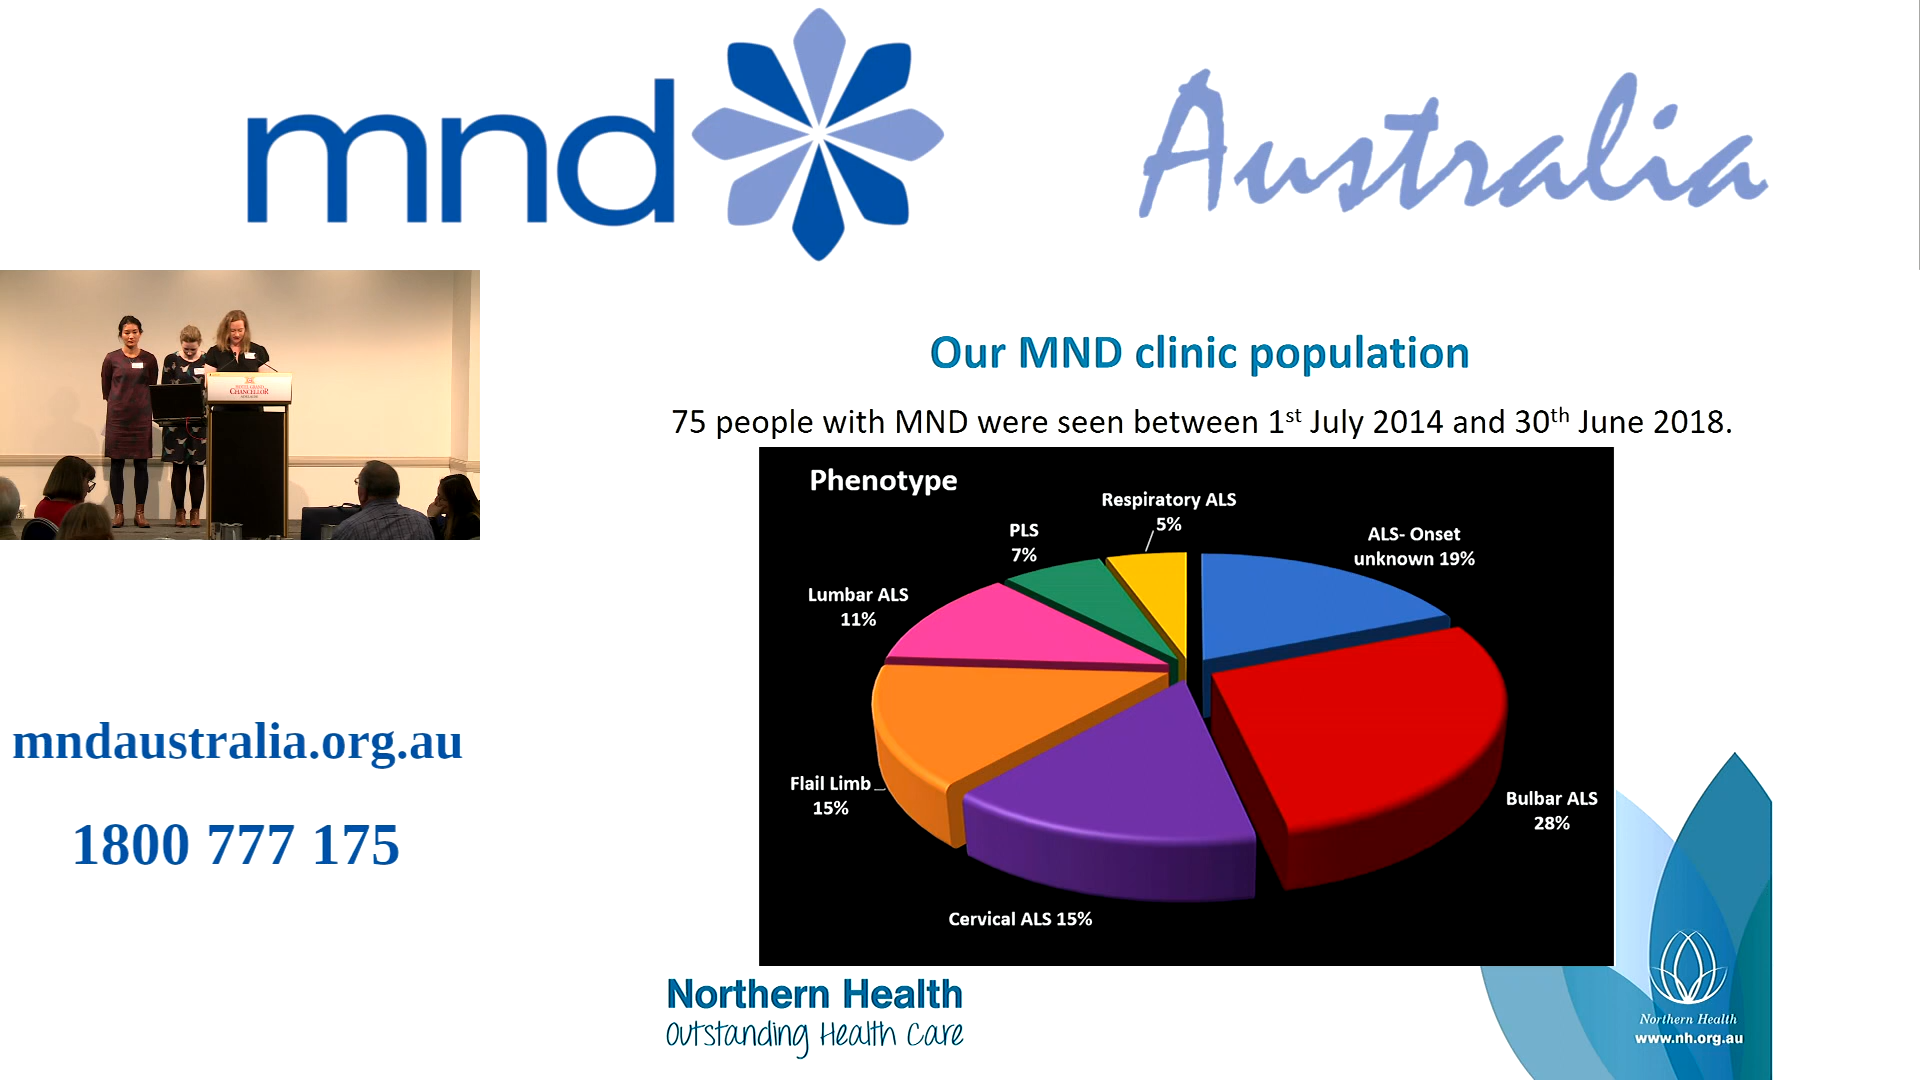 mnd Australia
CHANCELLOR
Our MND clinic population
75 people with MND were seen between 1st July 2014 and 30th June 2018.
Phenotype
Respiratory ALS
5%
PLS
7%
ALS- Onset
unknown 19%
Lumbar ALS
11%
mndaustralia.org.au
Flail Limb
15%
Bulbar ALS
28%
1800 777 175
Cervical ALS 15%
Northern Health
Outstanding Health Care
Northern Health
www.nh.org.au